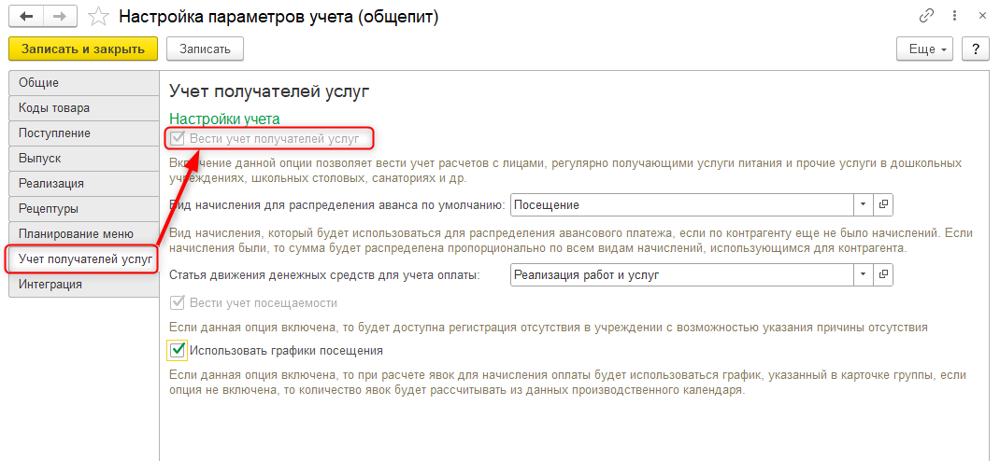 Настройка параметров учета (общепит)
Записать и закрыть
Записать
Еще
?
Общие
Коды товара
Поступление
Выпуск
Реализация
Рецептуры
Планирование меню
Учет получателей услуг
Интеграция
Учет получателей услуг
Настройки учета
Вести учет получателей услуг
Включение данной опции позволяет вести учет расчетов с лицами, регулярно получающими услуги питания и прочие услуги в дошкольных
учреждениях, школьных столовых, санаториях и др.
Вид начисления для распределения аванса по умолчанию: Посещение
Вид начисления, который будет использоваться для распределения авансового платежа, если по контрагенту еще не было начислений. Если
начисления были, то сумма будет распределена пропорционально по всем видам начислений, использующимся для контрагента.
Статья движения денежных средств для учета оплаты: Реализация работ и услуг
Вести учет посещаемости
Если данная опция включена, то будет доступна регистрация отсутствия в учреждении с возможностью указания причины отсутствия
Использовать графики посещения
Если данная опция включена, то при расчете явок для начисления оплаты будет использоваться график, указанный в карточке группы, если
опция не включена, то количество явок будет рассчитывать из данных производственного календаря.